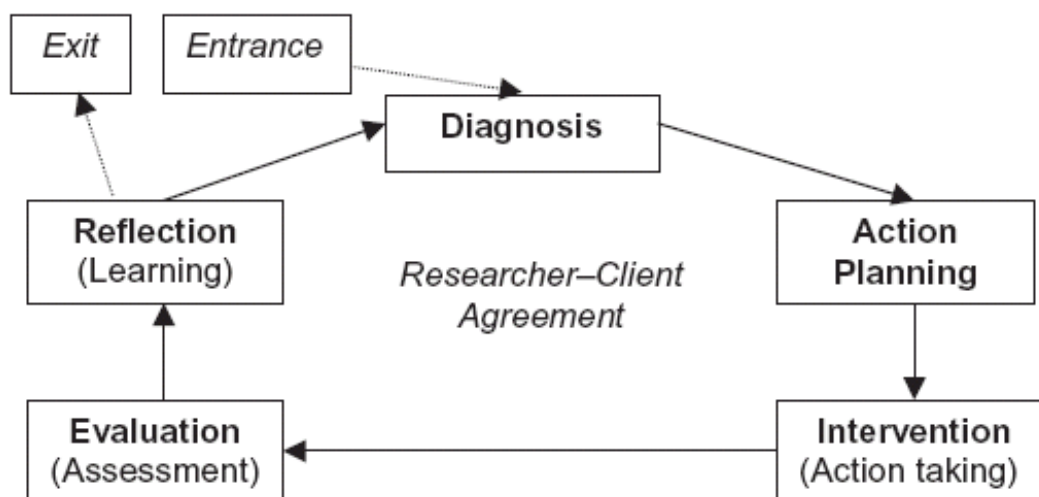 Exit
Entrance
Diagnosis
Reflection
(Learning)
Action
Planning
Researcher–Client
Agreement
Evaluation
(Assessment)
Intervention
(Action taking)